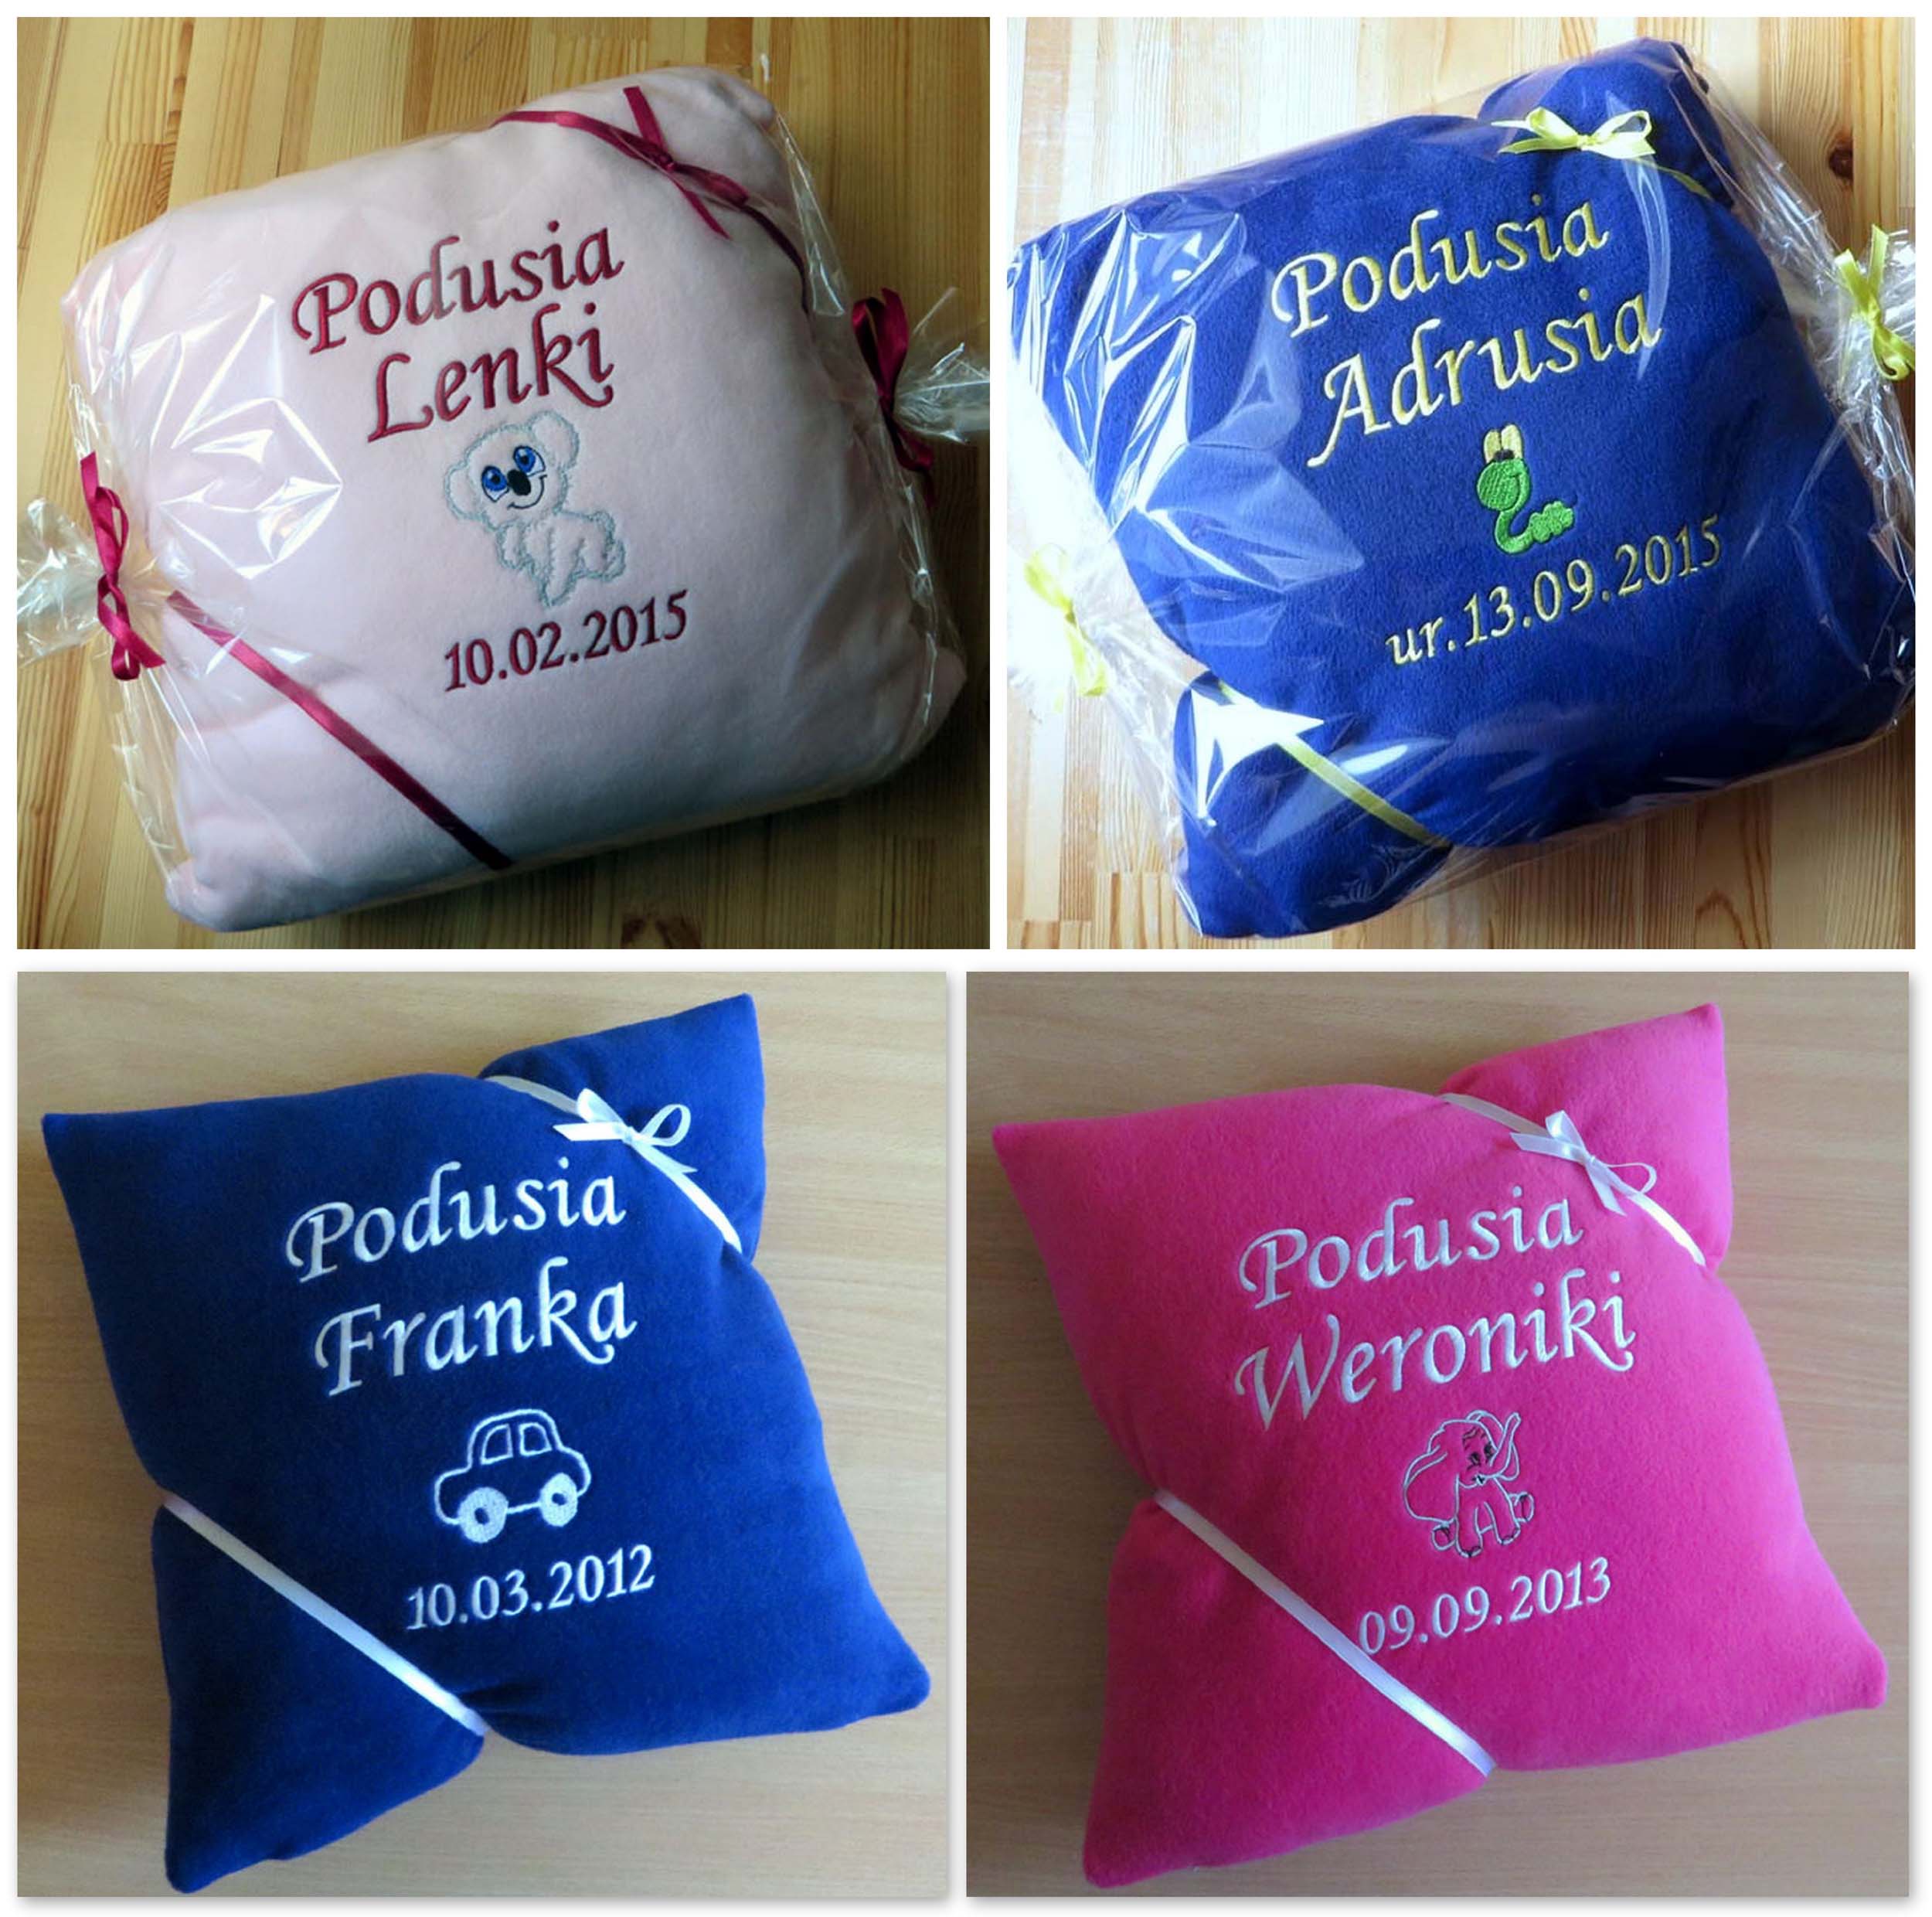 Podusia
Lenki
10.02.2015
Podusia
Adrusia
ur.13.09.2015
Podusia
Franka
10.03.2012
Podusia
Weroniki
09.09.2013